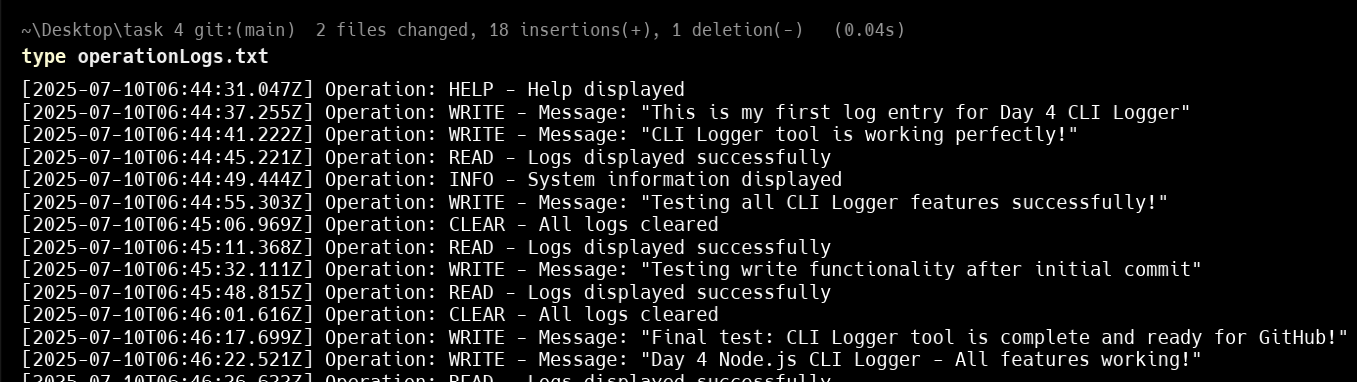 ~\Desktop\task 4 git:(main)  2 files changed, 18 insertions(+), 1 deletion(-)   (0.04s)
type operationLogs.txt
[2025-07-10T06:44:31.047Z] Operation: HELP - Help displayed
[2025-07-10T06:44:37.255Z] Operation: WRITE - Message: "This is my first log entry for Day 4 CLI Logger"
[2025-07-10T06:44:41.222Z] Operation: WRITE - Message: "CLI Logger tool is working perfectly!"
[2025-07-10T06:44:45.221Z] Operation: READ - Logs displayed successfully
[2025-07-10T06:44:49.444Z] Operation: INFO - System information displayed
[2025-07-10T06:44:55.303Z] Operation: WRITE - Message: "Testing all CLI Logger features successfully!"
[2025-07-10T06:45:06.969Z] Operation: CLEAR - All logs cleared
[2025-07-10T06:45:11.368Z] Operation: READ - Logs displayed successfully
[2025-07-10T06:45:32.111Z] Operation: WRITE - Message: "Testing write functionality after initial commit"
[2025-07-10T06:45:48.815Z] Operation: READ - Logs displayed successfully
[2025-07-10T06:46:01.616Z] Operation: CLEAR - All logs cleared
[2025-07-10T06:46:17.699Z] Operation: WRITE - Message: "Final test: CLI Logger tool is complete and ready for GitHub!"
[2025-07-10T06:46:22.521Z] Operation: WRITE - Message: "Day 4 Node.js CLI Logger - All features working!"
Operation: READ - Logs displayed successfully